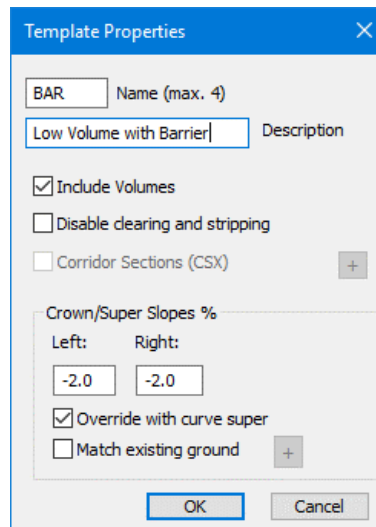 Template Properties
BAR Name (max. 4)
Low Volume with Barrier Description
Include Volumes
Disable clearing and stripping
Corridor Sections (CSX) +
Crown/Super Slopes %
Left: Right:
-2.0 -2.0
Override with curve super
Match existing ground +
OK Cancel